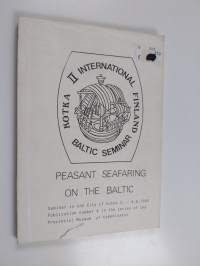 KOTKA II INTERNATIONAL FINLAND
BALTIC SEMINAR
PEASANT SEAFARING
ON THE BALTIC
Seminar in the City of Kotka
Publication number 5 in the series of the
Provincial Museum of Kymenlaakso